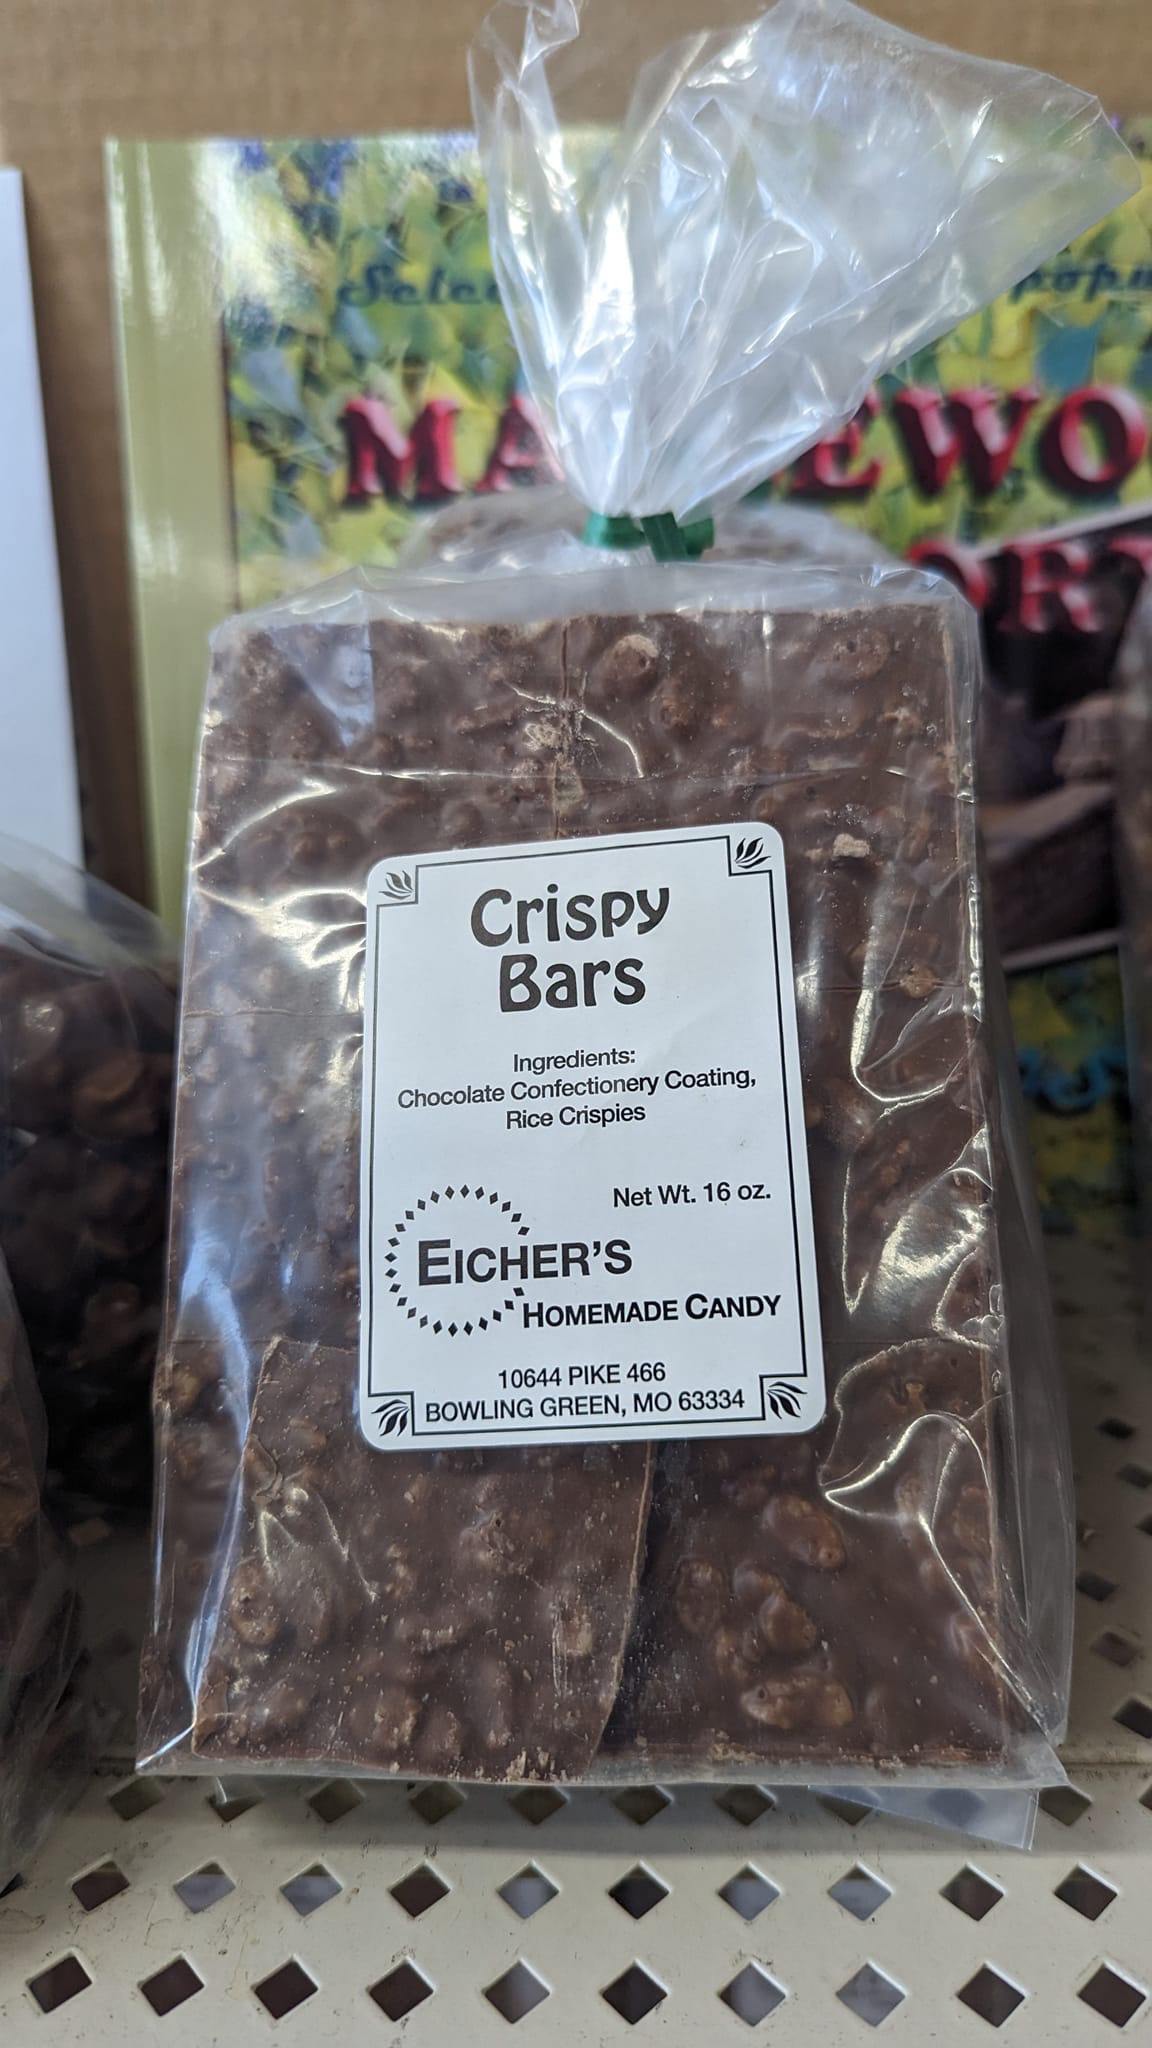 Crispy
Bars
Ingredients:
Chocolate Confectionery Coating,
Rice Crispies
Net Wt. 16 oz.
EICHER'S
HOMEMADE CANDY
10644 PIKE 466
BOWLING GREEN, MO 63334